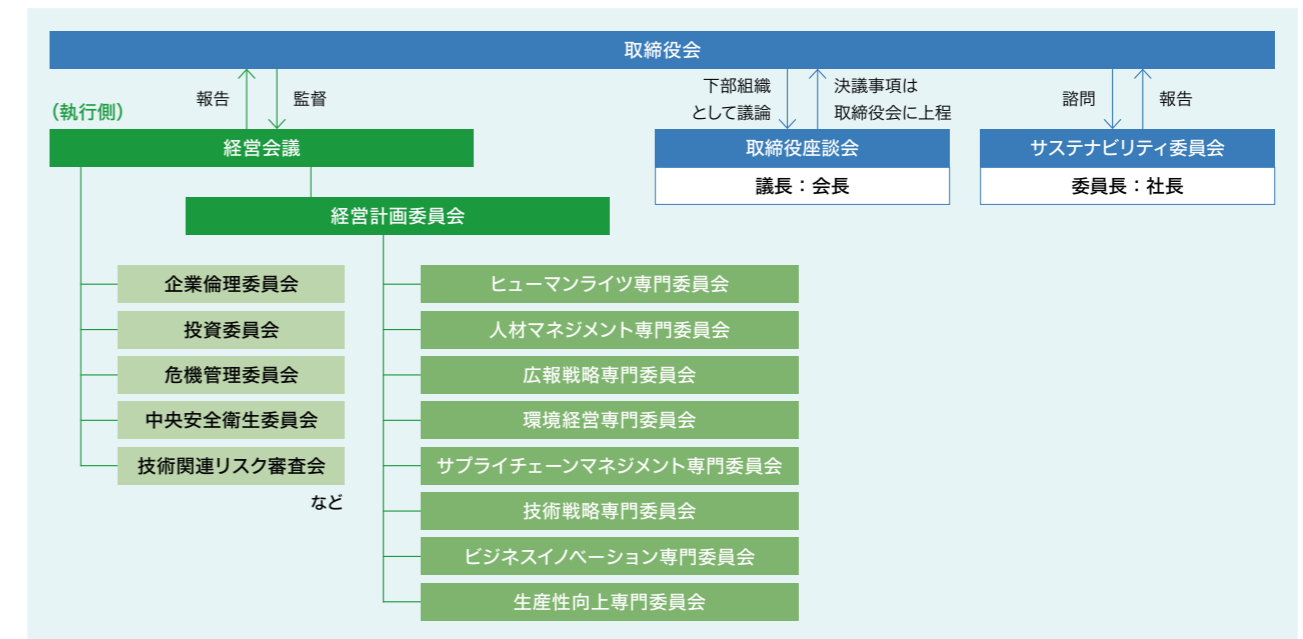 取締役会
報告
監督
下部組織
として議論
決議事項は
取締役会に上程
諮問
報告
（執行側）
経営会議
取締役座談会
議長：会長
サステナビリティ委員会
委員長：社長
経営計画委員会
企業倫理委員会
投資委員会
危機管理委員会
中央安全衛生委員会
技術関連リスク審査会
など
ヒューマンライツ専門委員会
人材マネジメント専門委員会
広報戦略専門委員会
環境経営専門委員会
サプライチェーンマネジメント専門委員会
技術戦略専門委員会
ビジネスイノベーション専門委員会
生産性向上専門委員会